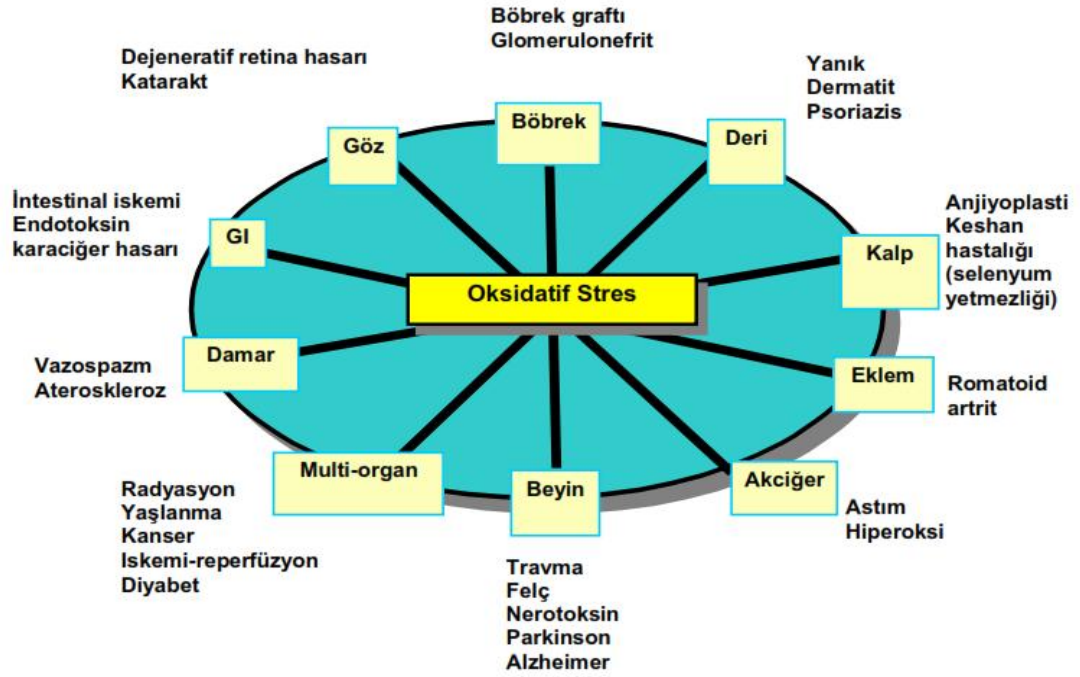 Böbrek graftı
Glomerulonefrit
Dejeneratif retina hasarı
Katarakt
Yanık
Dermatit
Psoriazis
Böbrek
Göz
Deri
İntestinal iskemi
Endotoksin
karaciğer hasarı
GI
Anjiyoplasti
Keshan
hastalığı
(selenyum
yetmezliği)
Kalp
Oksidatif Stres
Damar
Vazospazm
Ateroskleroz
Eklem
Romatoid
artrit
Multi-organ
Radyasyon
Yaşlanma
Kanser
Iskemi-reperfüzyon
Diyabet
Beyin
Travma
Felç
Nerotoksin
Parkinson
Alzheimer
Akciğer
Astım
Hiperoksi